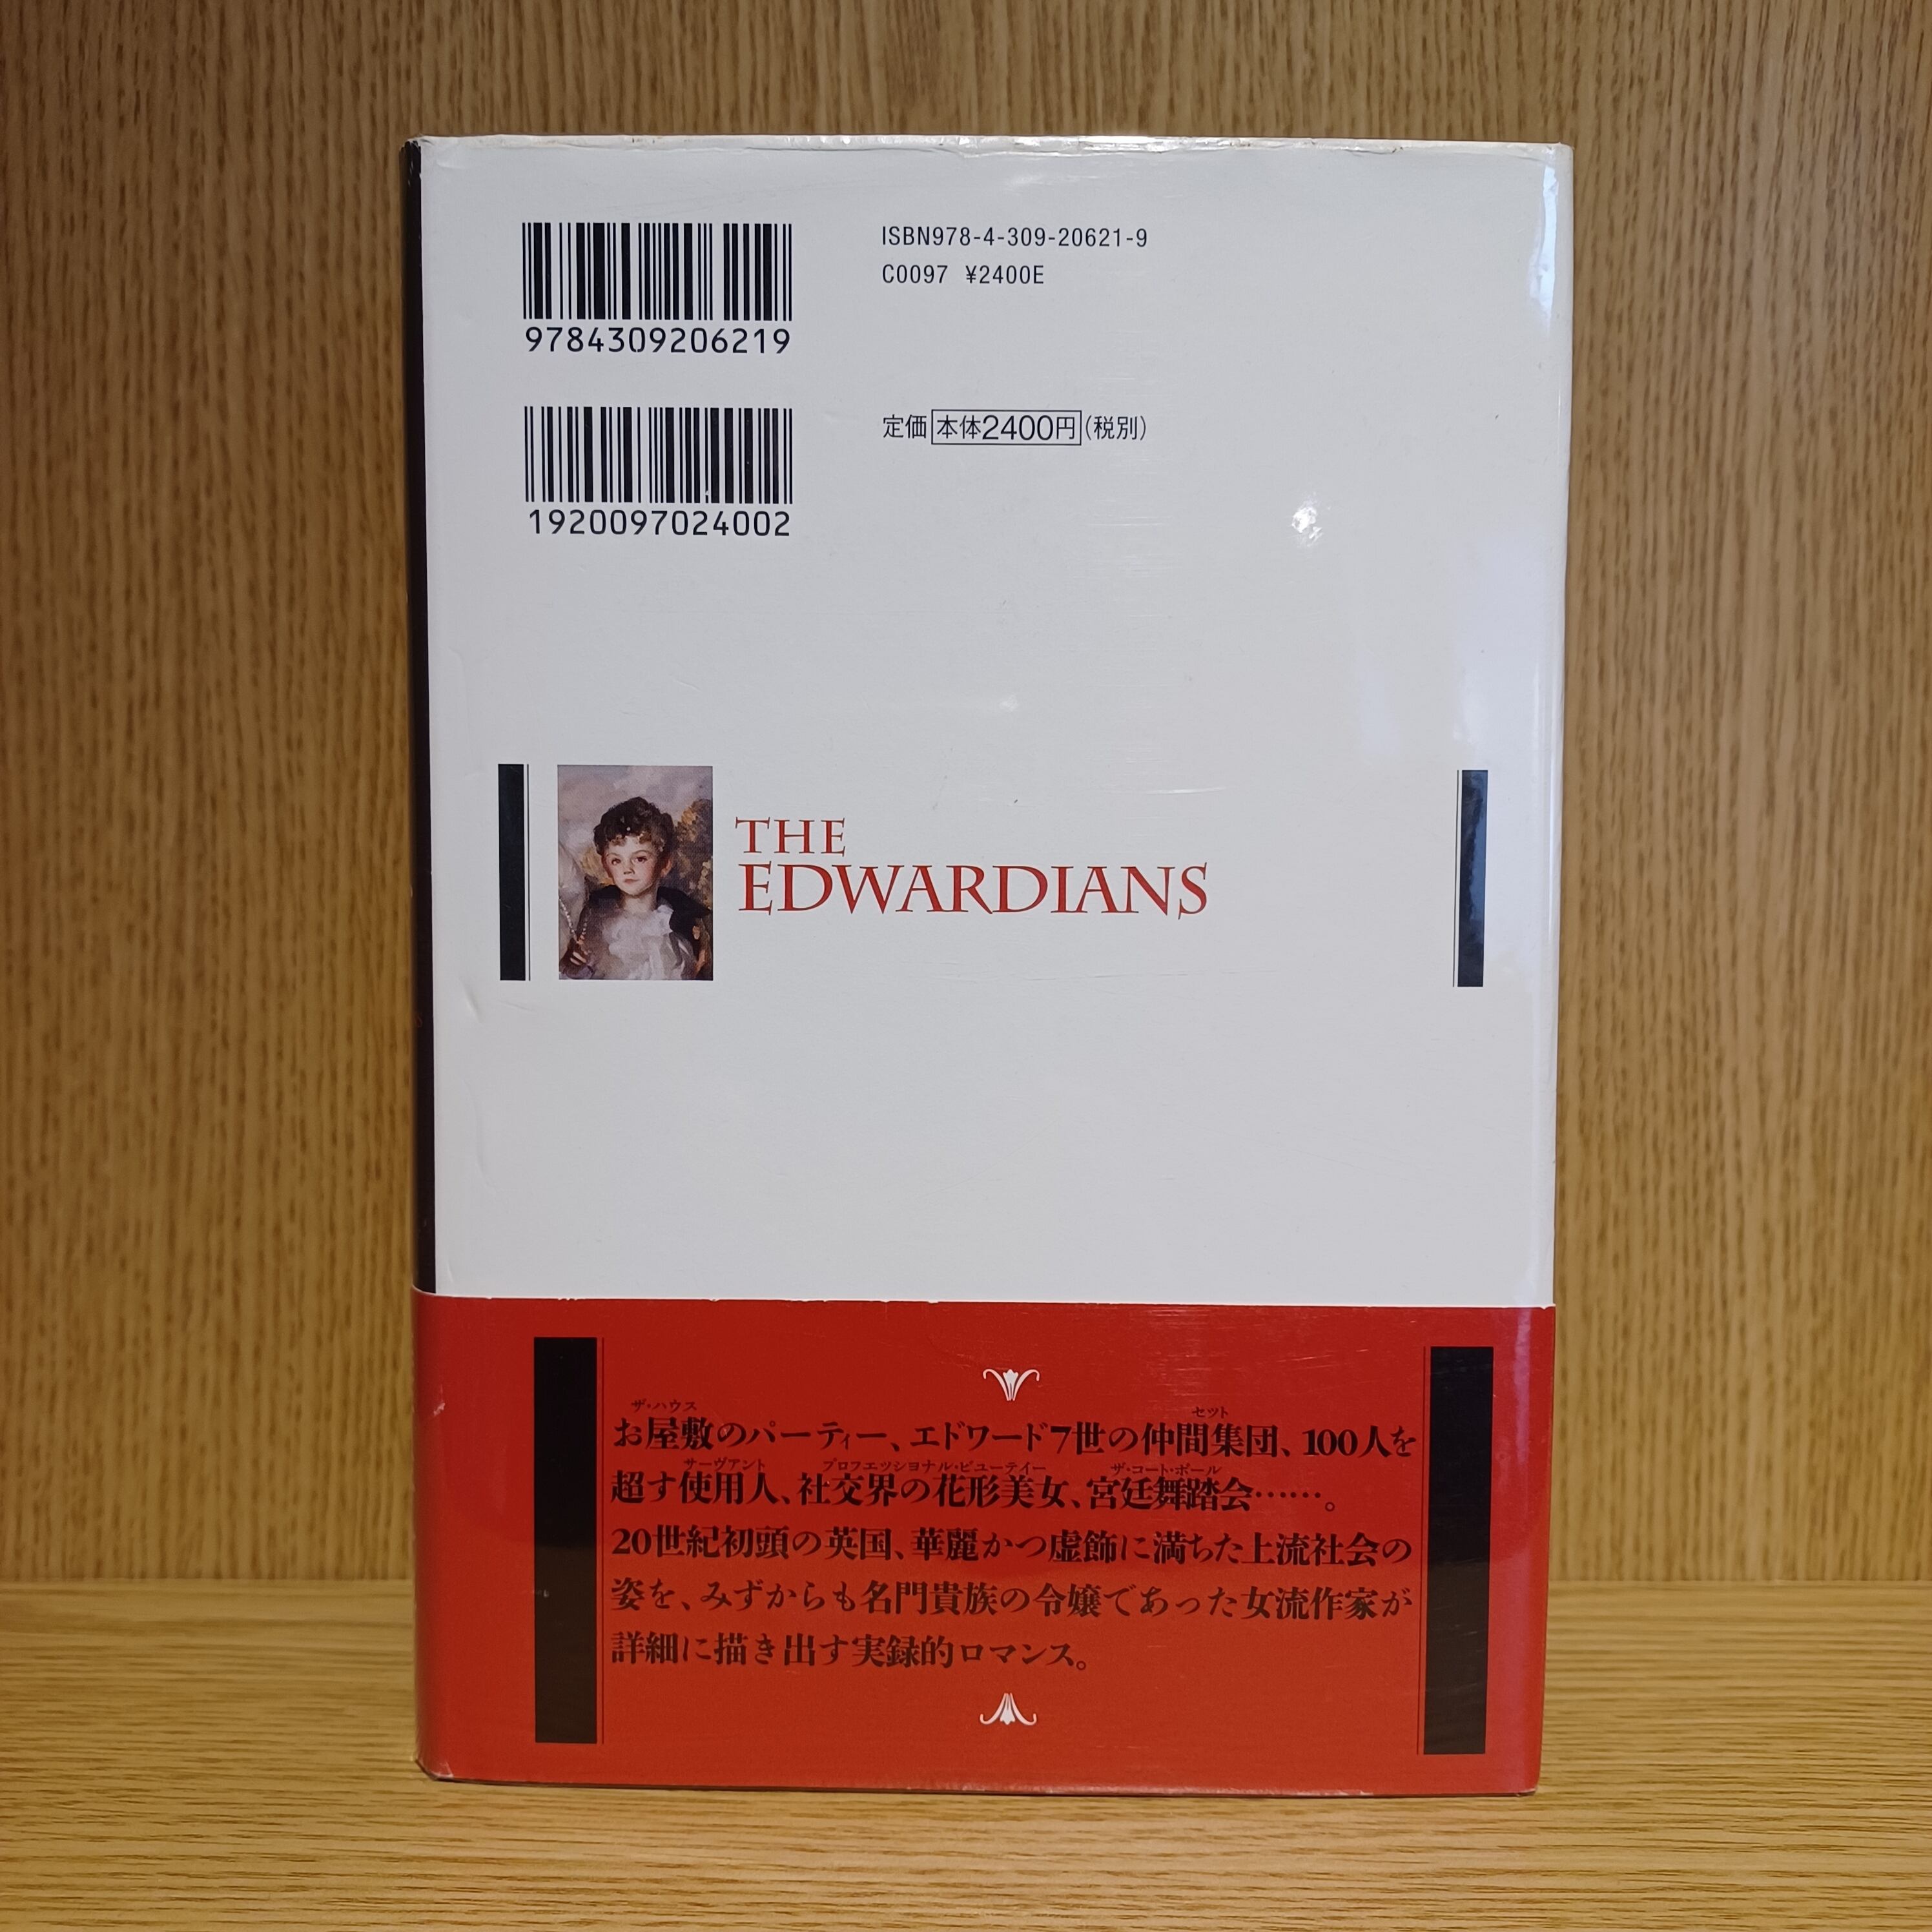 ISBN978-4-309-20621-9
C0097 ¥2400E
9784309206219
定価 本体2400円(税別)
1920097024002
THE
EDWARDIANS
ザ・ハウス セット
お屋敷のパーティー、エドワード7世の仲間集団、100人を
サーヴァント プロフェッショナル・ビューティー ザ・コート・ボール
超す使用人、社交界の花形美女、宮廷舞踏会……。
20世紀初頭の英国、華麗かつ虚飾に満ちた上流社会の
姿を、みずからも名門貴族の令嬢であった女流作家が
詳細に描き出す実録的ロマンス。